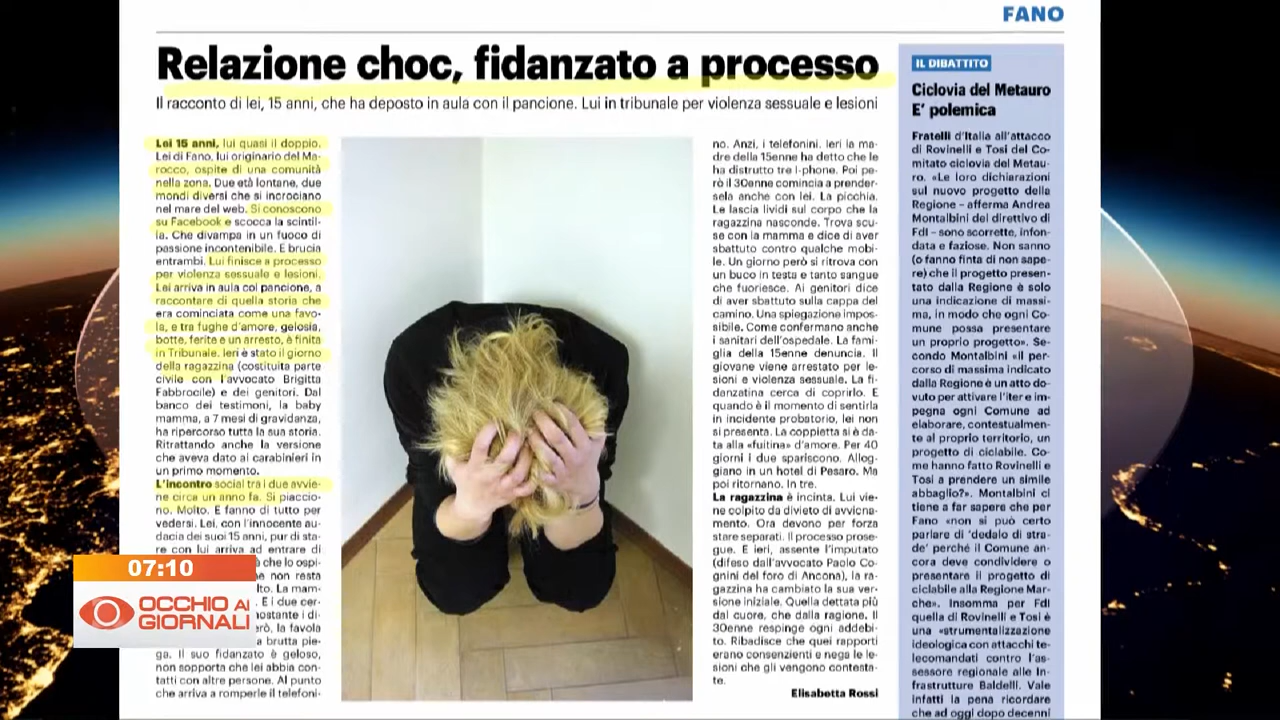 FANO
Relazione choc, fidanzato a processo
Il racconto di lei, 15 anni, che ha deposto in aula con il pancione. Lui in tribunale per violenza sessuale e lesioni
Lei 15 anni, lui quasi il doppio.
Lei di Fano, lui originario del Ma-
rocco, ospite di una comunità
nella zona. Due età lontane, due
mondi diversi che si incrociano
nel mare del web. Si conoscono
su Facebook e scocca la scintil-
la. Che divampa in un fuoco di
passione incontenibile. E brucia
entrambi. Lui finisce a processo
per violenza sessuale e lesioni.
Lei arriva in aula col pancione, a
raccontare di quella storia che
era cominciata come una favo-
la, e tra fughe d'amore, gelosia,
botte, ferite e un arresto, è finita
in Tribunale. Ieri è stato il giorno
della ragazzina (costituita parte
civile con l'avvocato Brigitta
Fabbrocile) e dei genitori. Dal
banco dei testimoni, la baby
mamma, a 7 mesi di gravidanza,
ha ripercorso tutta la sua storia.
Ritrattando anche la versione
che aveva dato ai carabinieri in
un primo momento.
L'incontro social tra i due avvie-
ne circa un anno fa. Si piaccio-
no. Molto. E fanno di tutto per
vedersi. Lei, con l'innocente au-
dacia dei suoi 15 anni, pur di sta-
re con lui arriva ad entrare di
è che lo ospi-
e non resta
lto. La mam-
. E i due cer-
nostante i di-
erò, la favola
a brutta pie-
ga. Il suo fidanzato è geloso,
non sopporta che lei abbia con-
tatti con altre persone. Al punto
che arriva a romperle il telefoni-
no. Anzi, i telefonini. Ieri la ma-
dre della 15enne ha detto che le
ha distrutto tre I-phone. Poi pe-
rò il 30enne comincia a prender-
sela anche con lei. La picchia.
Le lascia lividi sul corpo che la
ragazzina nasconde. Trova scu-
se con la mamma e dice di aver
sbattuto contro qualche mobi-
le. Un giorno però si ritrova con
un buco in testa e tanto sangue
che fuoriesce. Ai genitori dice
di aver sbattuto sulla cappa del
camino. Una spiegazione impos-
sibile. Come confermano anche
i sanitari dell'ospedale. La fami-
glia della 15enne denuncia. Il
giovane viene arrestato per le-
sioni e violenza sessuale. La fi-
danzatina cerca di coprirlo. E
quando è il momento di sentirla
in incidente probatorio, lei non
si presenta. La coppietta si è da-
ta alla «fuitina» d'amore. Per 40
giorni i due spariscono. Allog-
giano in un hotel di Pesaro. Ma
poi ritornano. In tre.
La ragazzina è incinta. Lui vie-
ne colpito da divieto di avvicina-
mento. Ora devono per forza
stare separati. Il processo prose-
gue. E ieri, assente l'imputato
(difeso dall'avvocato Paolo Co-
gnini del foro di Ancona), la ra-
gazzina ha cambiato la sua ver-
sione iniziale. Quella dettata più
dal cuore, che dalla ragione. Il
30enne respinge ogni addebi-
to. Ribadisce che quei rapporti
erano consenzienti e nega le le-
sioni che gli vengono contesta-
te.
Elisabetta Rossi
IL DIBATTITO
Ciclovia del Metauro
E' polemica
Fratelli d'Italia all'attacco
di Rovinelli e Tosi del Co-
mitato ciclovia del Metau-
ro. «Le loro dichiarazioni
sul nuovo progetto della
Regione – afferma Andrea
Montalbini del direttivo di
FdI – sono scorrette, infon-
data e faziose. Non sanno
(o fanno finta di non sape-
re) che il progetto presen-
tato dalla Regione è solo
una indicazione di massi-
ma, in modo che ogni Co-
mune possa presentare
un proprio progetto». Se-
condo Montalbini «il per-
corso di massima indicato
dalla Regione è un atto do-
vuto per attivare l'iter e im-
pegna ogni Comune ad
elaborare, contestualmen-
te al proprio territorio, un
progetto di ciclabile. Co-
me hanno fatto Rovinelli e
Tosi a prendere un simile
abbaglio?». Montalbini ci
tiene a far sapere che per
Fano «non si può certo
parlare di 'dedalo di stra-
de' perché il Comune an-
cora deve condividere o
presentare il progetto di
ciclabile alla Regione Mar-
che». Insomma per FdI
quella di Rovinelli e Tosi è
una «strumentalizzazione
ideologica con attacchi te-
lecomandati contro l'as-
sessore regionale alle In-
frastrutture Baldelli. Vale
infatti la pena ricordare
che ad oggi dopo decenni
07:10
OCCHIO AI
GIORNALI